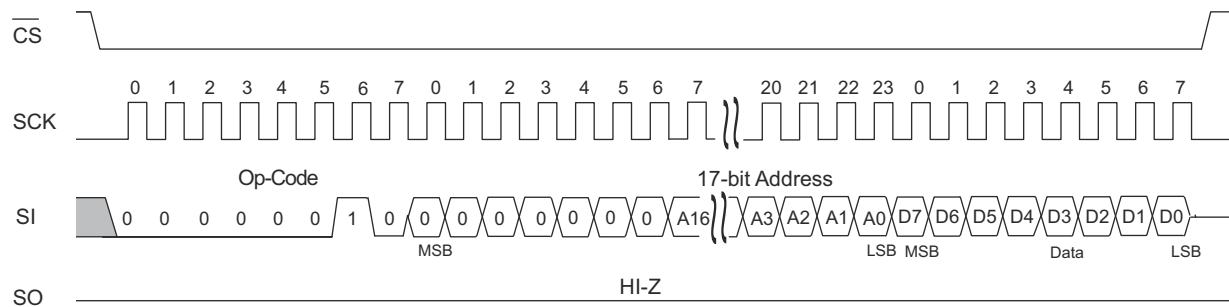 CS
0 1 2 3 4 5 6 7 0 1 2 3 4 5 6 7 20 21 22 23 0 1 2 3 4 5 6 7
SCK
Op-Code 17-bit Address
SI 0 0 0 0 0 0 1 0 0 0 0 0 0 0 0 A16 A3 A2 A1 A0 D7 D6 D5 D4 D3 D2 D1 D0
MSB LSB MSB Data LSB
HI-Z
SO